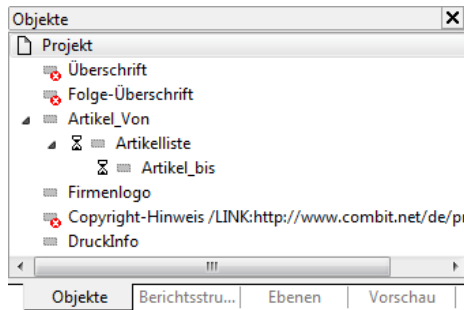 Objekte
Projekt
Überschrift
Folge-Überschrift
Artikel_Von
Artikelliste
Artikel_bis
Firmenlogo
Copyright-Hinweis /LINK:http://www.combit.net/de/pr
DruckInfo
Objekte Berichtsstru... Ebenen Vorschau